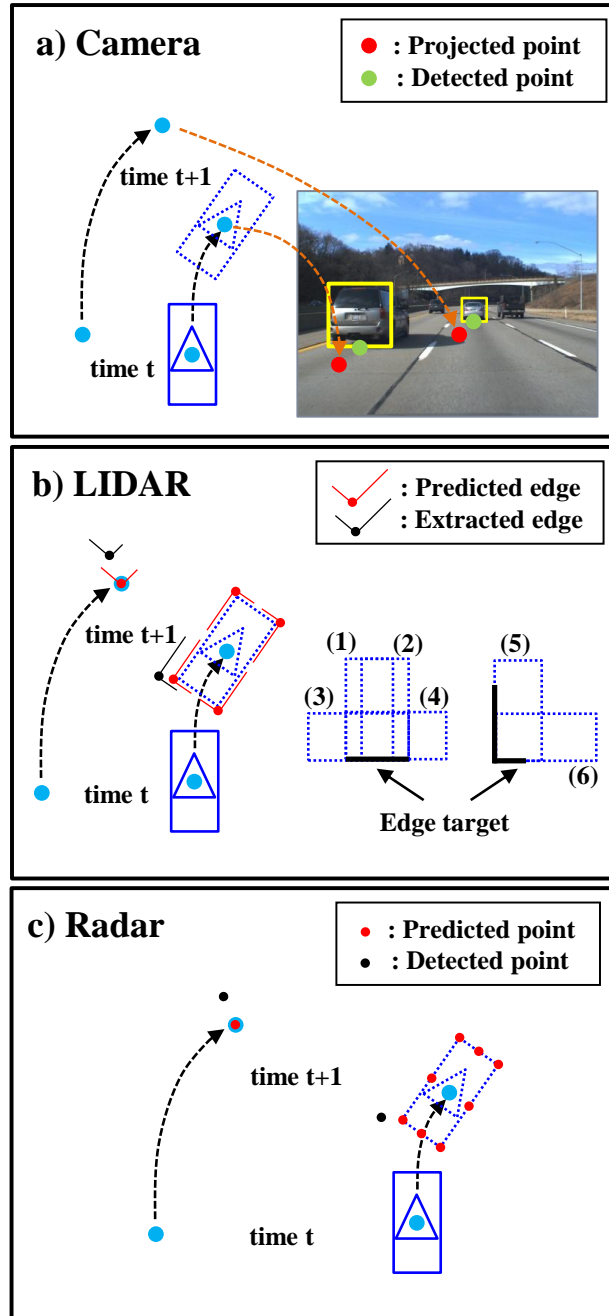 a) Camera
: Projected point
: Detected point
time t+1
time t
b) LIDAR
: Predicted edge
: Extracted edge
time t+1
(1)
(2)
(5)
(3)
(4)
(6)
time t
Edge target
c) Radar
: Predicted point
: Detected point
time t+1
time t